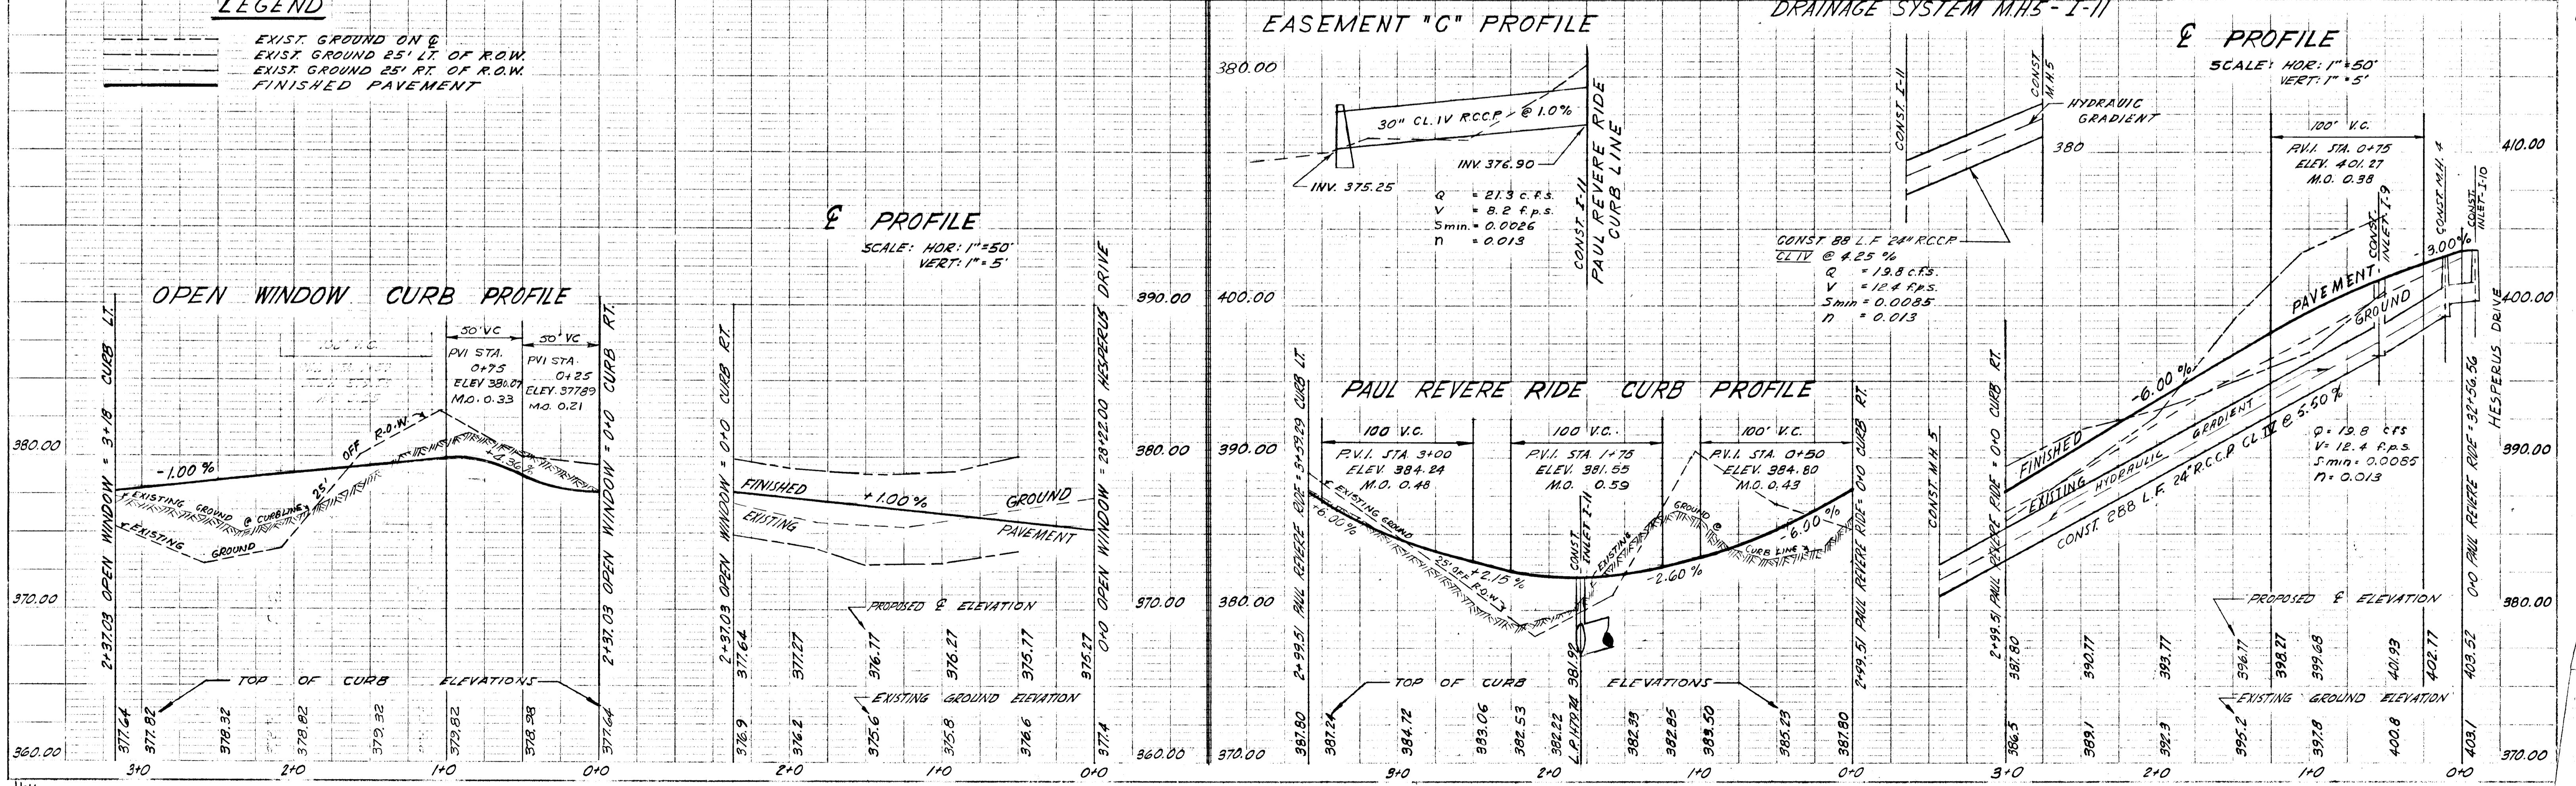 LEGEND
EXIST. GROUND ON ℄
EXIST. GROUND 25' LT. OF R.O.W.
EXIST. GROUND 25' RT. OF R.O.W.
FINISHED PAVEMENT
OPEN WINDOW CURB PROFILE
50' VC
PVI STA.
0+75
ELEV 380.07
M.O. 0.33
50' VC
PVI STA.
0+25
ELEV. 377.89
M.O. 0.21
2+37.03 OPEN WINDOW = 3+18 CURB LT.
2+37.03 OPEN WINDOW = 0+0 CURB RT.
380.00
370.00
360.00
-1.00 %
+4.36%
25' OFF R.O.W.
EXISTING GROUND @ CURBLINE
EXISTING GROUND
TOP OF CURB ELEVATIONS
377.64
377.82
378.32
378.82
379.32
379.82
378.98
377.64
3+0
2+0
1+0
0+0
℄ PROFILE
SCALE: HOR: 1"=50'
VERT: 1"= 5'
2+37.03 OPEN WINDOW = 0+0 CURB RT.
0+0 OPEN WINDOW = 28+22.00 HESPERUS DRIVE
390.00
380.00
370.00
360.00
FINISHED
+1.00%
GROUND
EXISTING
PAVEMENT
PROPOSED ℄ ELEVATION
377.64
377.27
376.77
376.27
375.77
375.27
EXISTING GROUND ELEVATION
376.9
376.2
375.6
375.8
376.6
377.4
2+0
1+0
0+0
EASEMENT "C" PROFILE
380.00
30" CL. IV R.C.C.P. @ 1.0%
INV. 376.90
INV. 375.25
Q = 21.3 c.f.s.
V = 8.2 f.p.s.
Smin. = 0.0026
n = 0.013
CONST. I-11
PAUL REVERE RIDE
CURB LINE
400.00
390.00
380.00
370.00
PAUL REVERE RIDE CURB PROFILE
100 V.C.
P.V.I. STA. 3+00
ELEV. 384.24
M.O. 0.48
100 V.C.
P.V.I. STA. 1+75
ELEV. 381.55
M.O. 0.59
100' V.C.
P.V.I. STA. 0+50
ELEV. 384.80
M.O. 0.43
2+99.51 PAUL REVERE RIDE = 3+59.29 CURB LT.
2+99.51 PAUL REVERE RIDE = 0+0 CURB RT.
EXISTING GROUND
+6.00 %
25' OFF R.O.W.
+2.15 %
CONST. INLET I-11
EXISTING
GROUND @
CURB LINE
-2.60 %
-6.00 %
TOP OF CURB ELEVATIONS
387.80
387.24
384.72
383.06
382.53
382.22
381.92
382.33
382.85
383.50
385.23
387.80
3+0
2+0
1+0
0+0
DRAINAGE SYSTEM M.H.5 - I-11
CONST. I-11
CONST M.H. 5
HYDRAUIC
GRADIENT
380
CONST 88 L.F 24" RCCP
CL IV @ 4.25 %
Q = 19.8 c.f.s.
V = 12.4 f.p.s.
Smin = 0.0085
n = 0.013
℄ PROFILE
SCALE: HOR: 1"=50'
VERT: 1"=5'
100' V.C.
P.V.I. STA. 0+75
ELEV. 401.27
M.O. 0.38
CONST. INLET I-9
CONST M.H. 4
CONST. INLET-I-10
410.00
400.00
390.00
380.00
370.00
-3.00%
-6.00 %
PAVEMENT
GROUND
FINISHED
EXISTING
HYDRAULIC GRADIENT
CONST. 288 L.F. 24" R.C.C.P. CL. IV @ 5.50 %
Q = 19.8 cfs
V = 12.4 f.p.s.
Smin = 0.0085
n = 0.013
CONST. M.H. 5
2+99.51 PAUL REVERE RIDE = 0+0 CURB RT.
0+0 PAUL REVERE RIDE = 32+56.56
HESPERUS DRIVE
PROPOSED ℄ ELEVATION
387.80
390.77
393.77
396.77
398.27
399.68
401.93
402.77
403.52
EXISTING GROUND ELEVATION
386.5
389.1
392.3
395.2
397.8
400.8
403.1
3+0
2+0
1+0
0+0